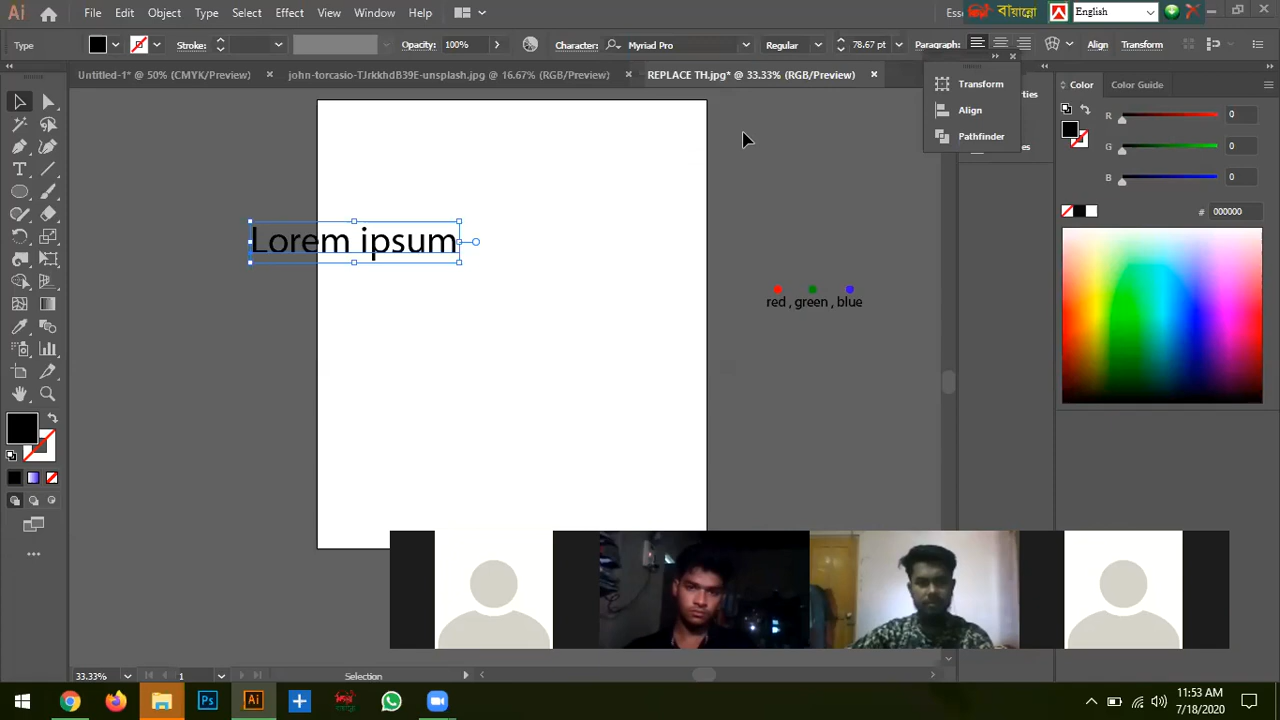 Ai File Edit Object Type Select Effect View Window Help বাঁয়ান্নো English
Type Stroke: Opacity: 100% Character: Myriad Pro Regular 78.67 pt Paragraph: Align Transform
Untitled-1* @ 50% (CMYK/Preview) john-torcasio-TJrkkhdB39E-unsplash.jpg @ 16.67% (RGB/Preview) REPLACE TH.jpg* @ 33.33% (RGB/Preview)
Transform
Align
Pathfinder
Color Color Guide
R 0
G 0
B 0
# 000000
Lorem ipsum
red , green , blue
33.33% 1 Selection
Ps Ai
11:53 AM
7/18/2020